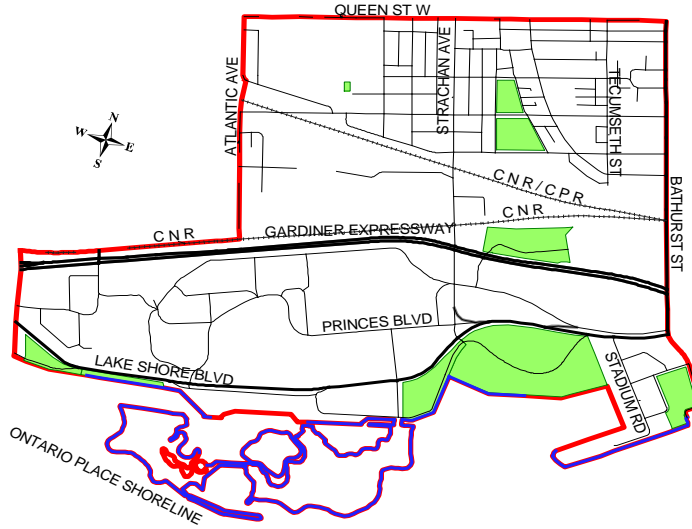 QUEEN ST W
ATLANTIC AVE
STRACHAN AVE
TECUMSETH ST
N
W
E
S
CNR/CPR
BATHURST ST
CNR
CNR
GARDINER EXPRESSWAY
PRINCES BLVD
LAKE SHORE BLVD
STADIUM RD
ONTARIO PLACE SHORELINE